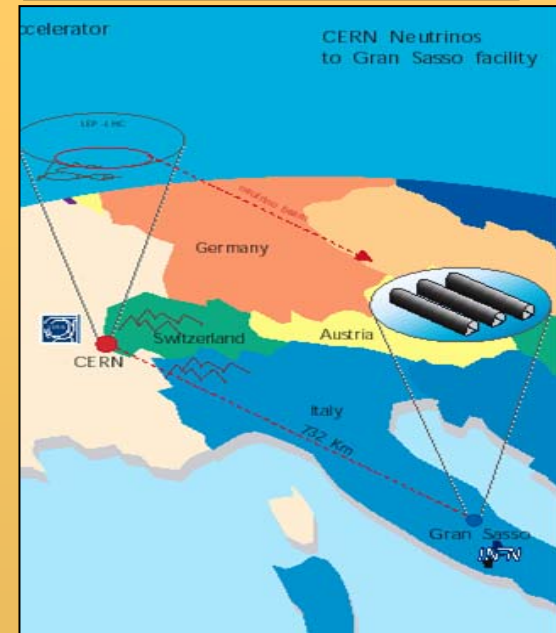 ccelerator
CERN Neutrinos
to Gran Sasso facility
LEP - LHC
neutrino beam
Germany
Switzerland
Austria
CERN
Italy
732 Km
Gran Sasso
INFN